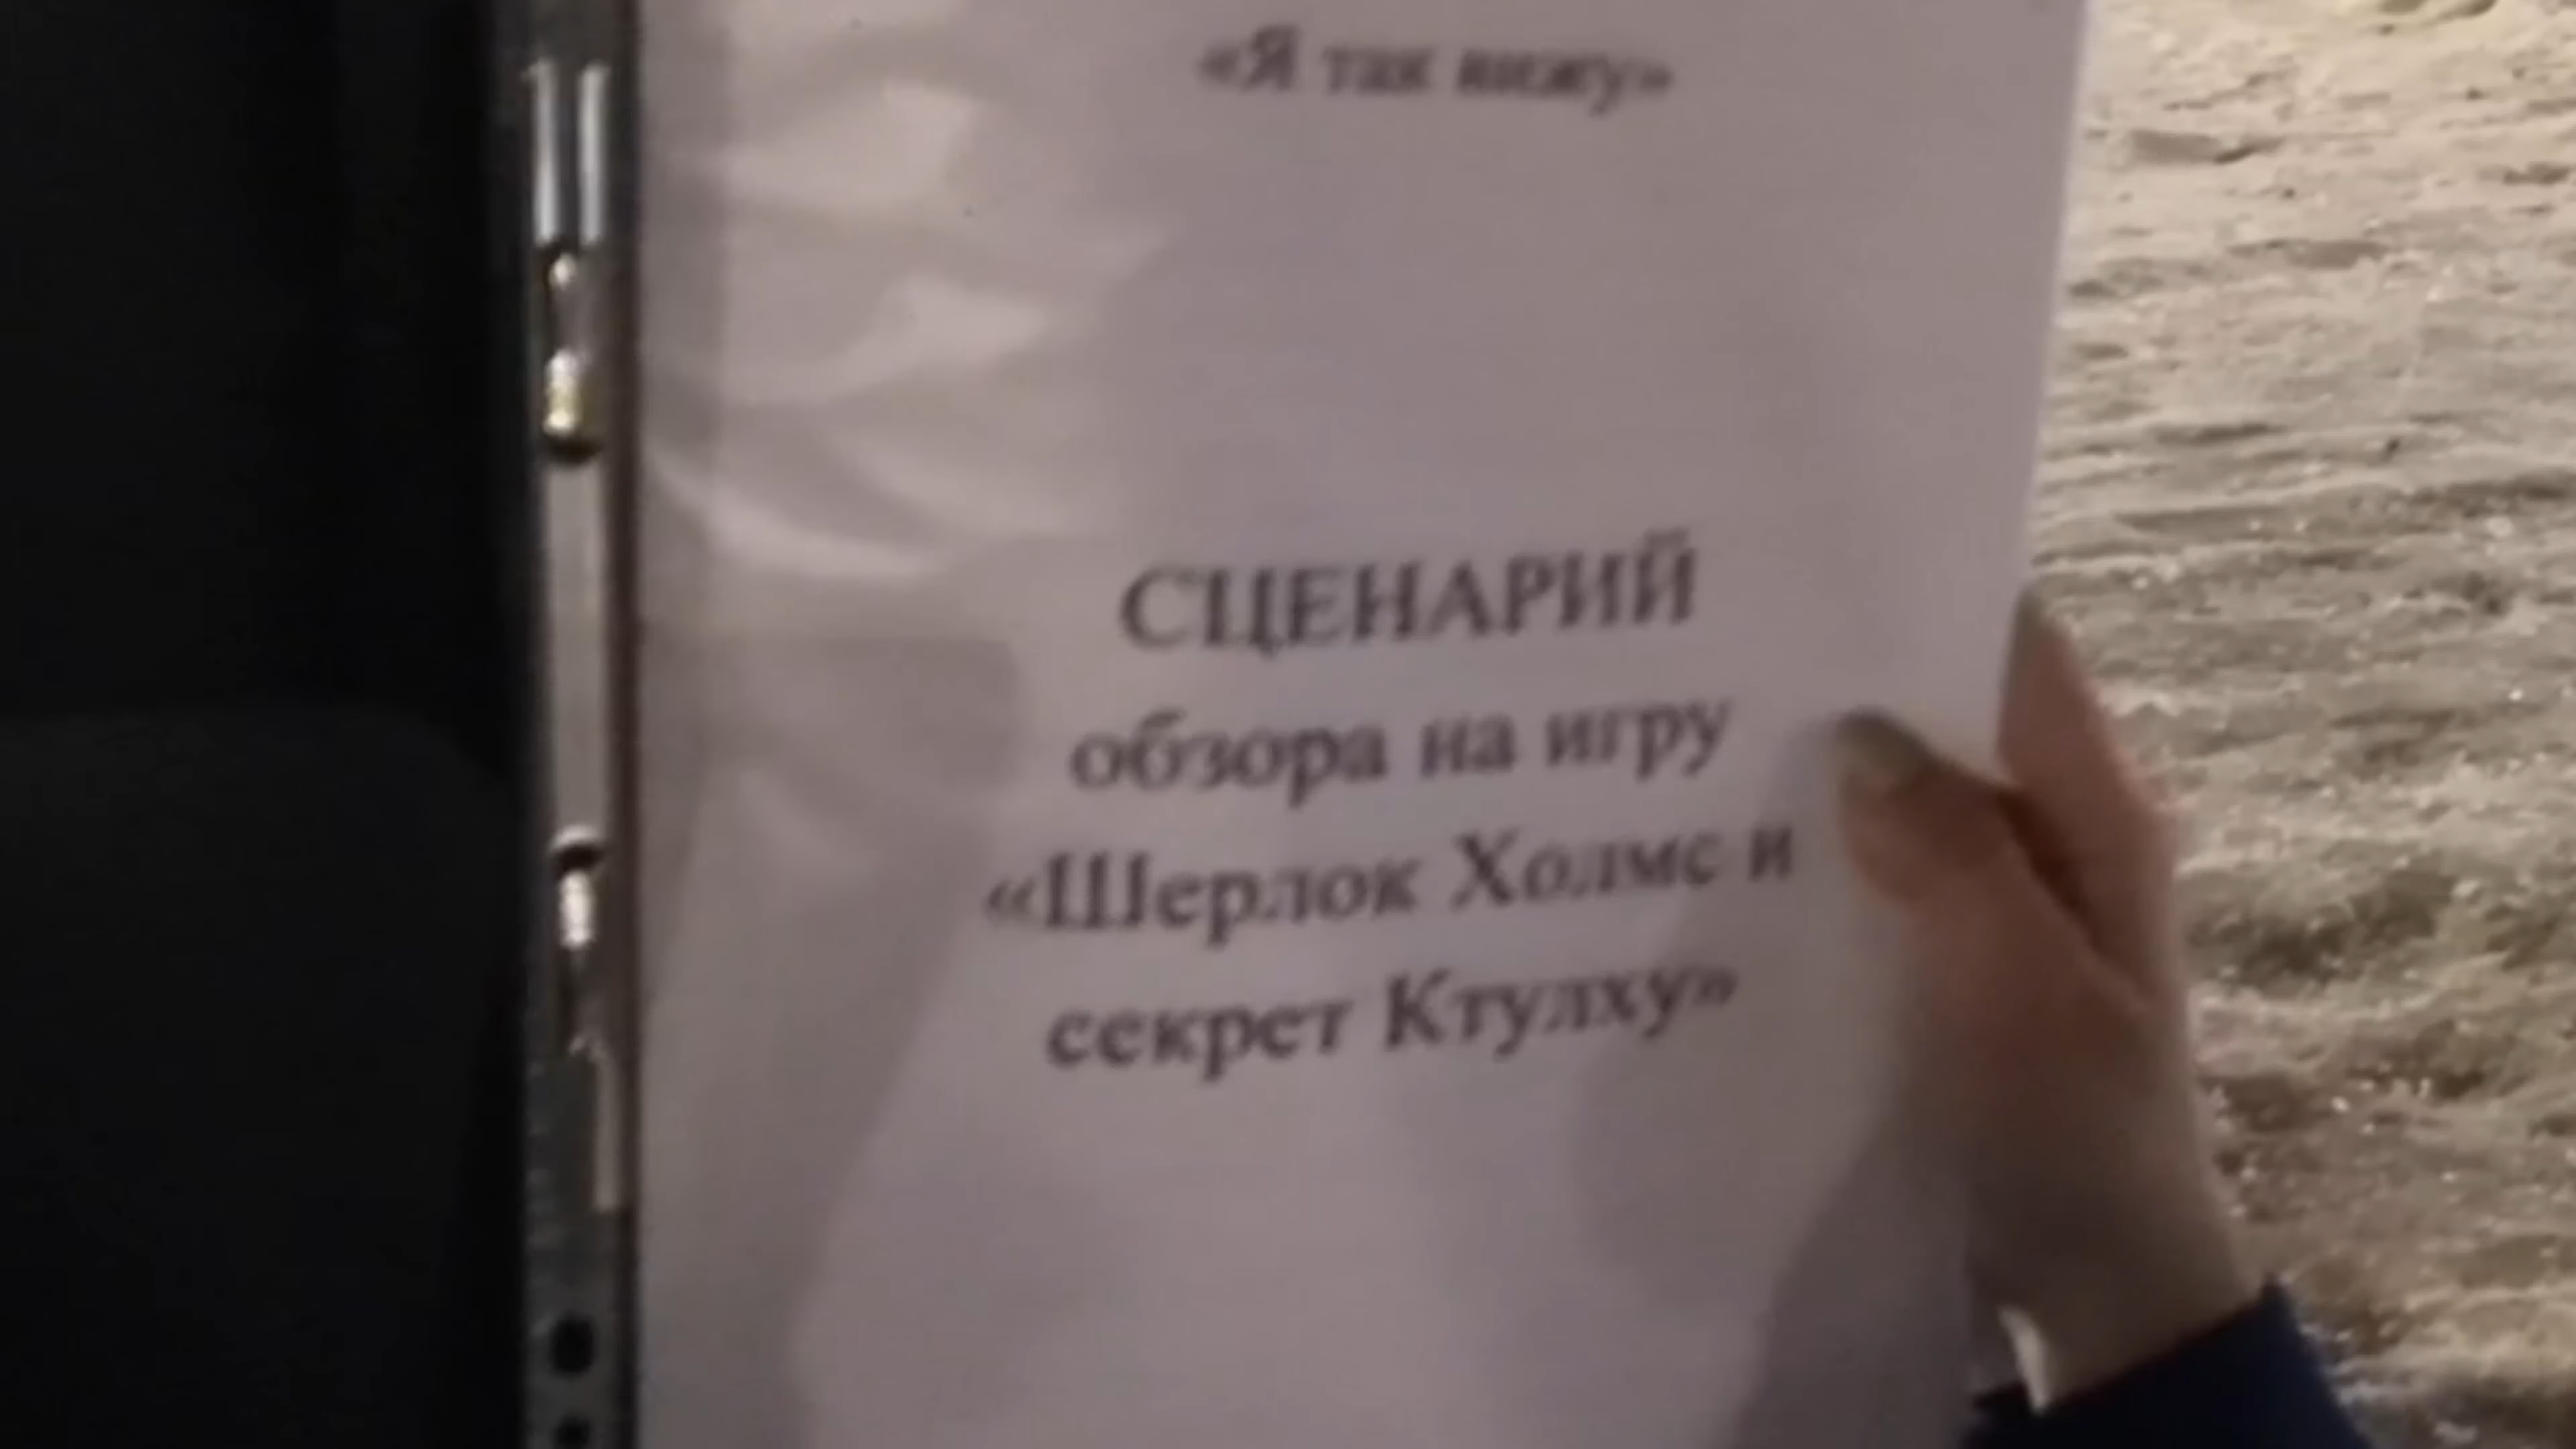 «Я так вижу»
СЦЕНАРИЙ
обзора на игру
«Шерлок Холмс и
секрет Ктулху»